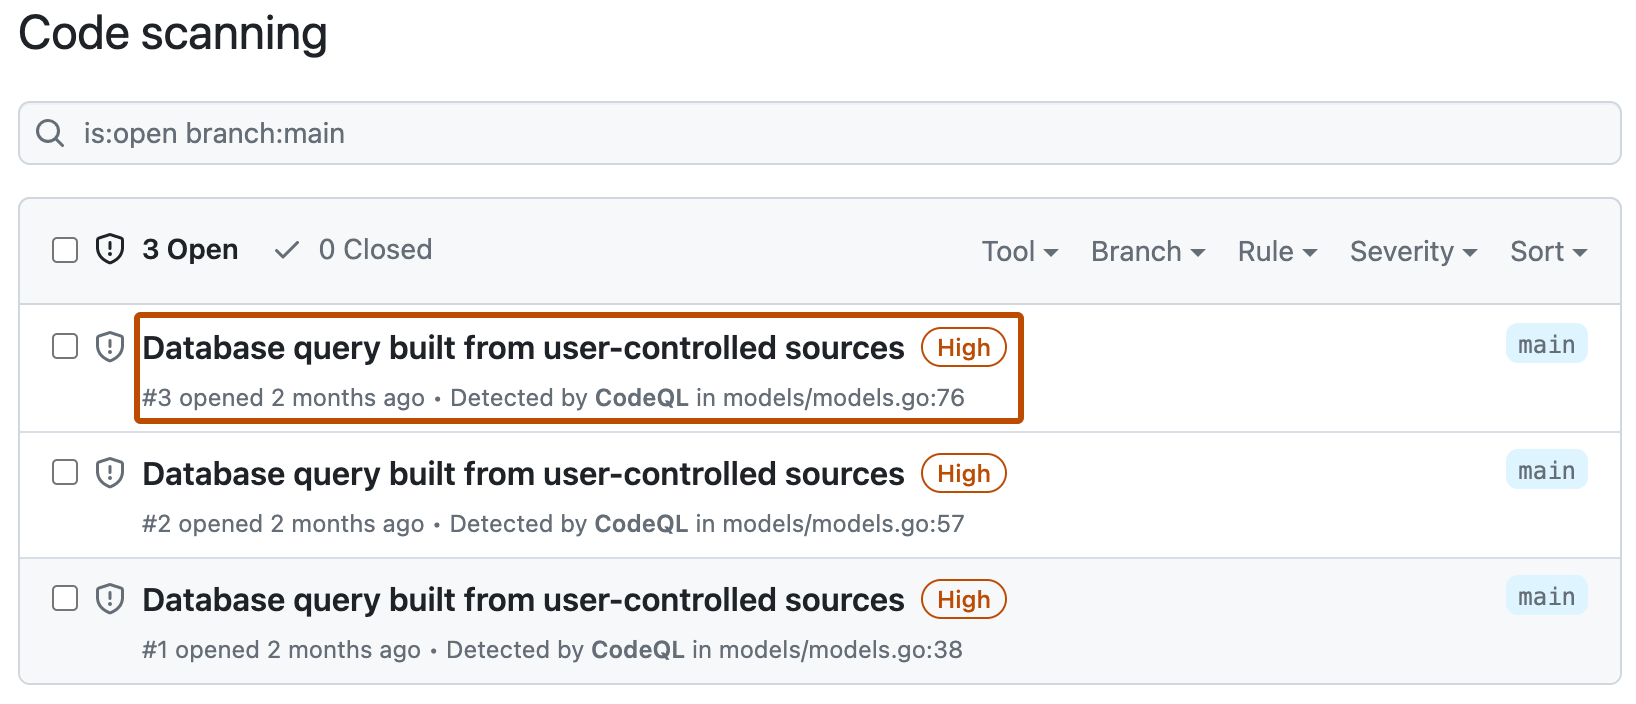 Code scanning
is:open branch:main
3 Open 0 Closed Tool Branch Rule Severity Sort
Database query built from user-controlled sources High main
#3 opened 2 months ago • Detected by CodeQL in models/models.go:76
Database query built from user-controlled sources High main
#2 opened 2 months ago • Detected by CodeQL in models/models.go:57
Database query built from user-controlled sources High main
#1 opened 2 months ago • Detected by CodeQL in models/models.go:38